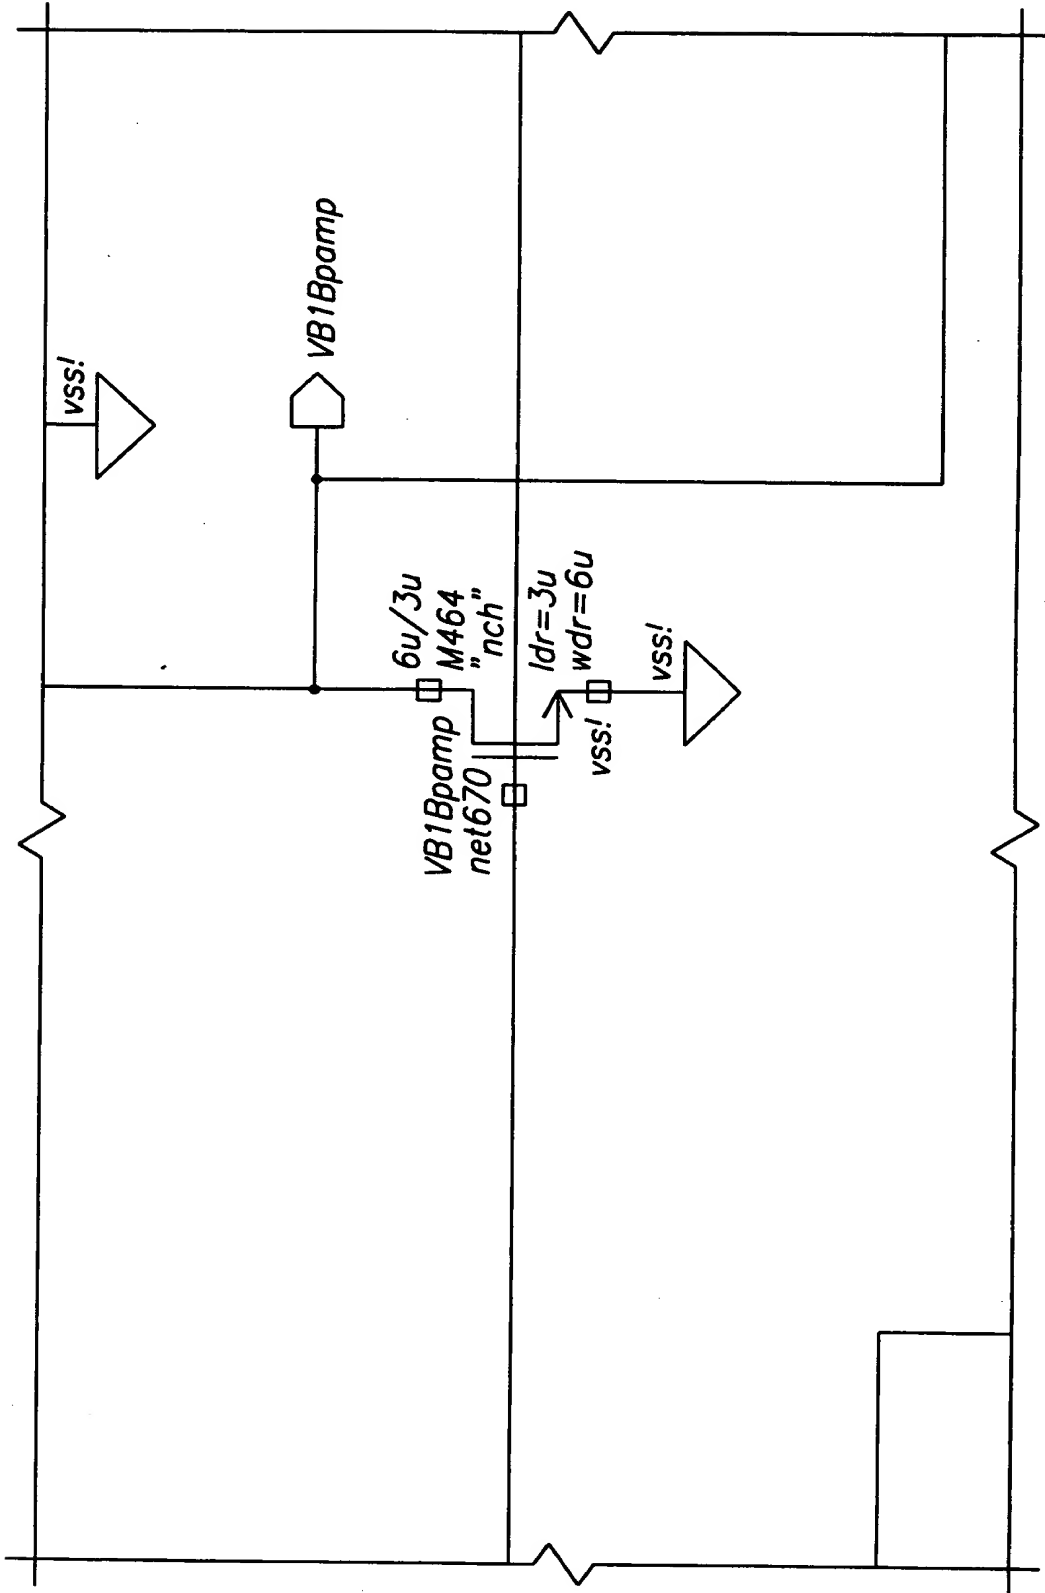 vss!
VB1Bpamp
6u/3u
M464
"nch"
VB1Bpamp
net670
ldr=3u
wdr=6u
vss!
vss!